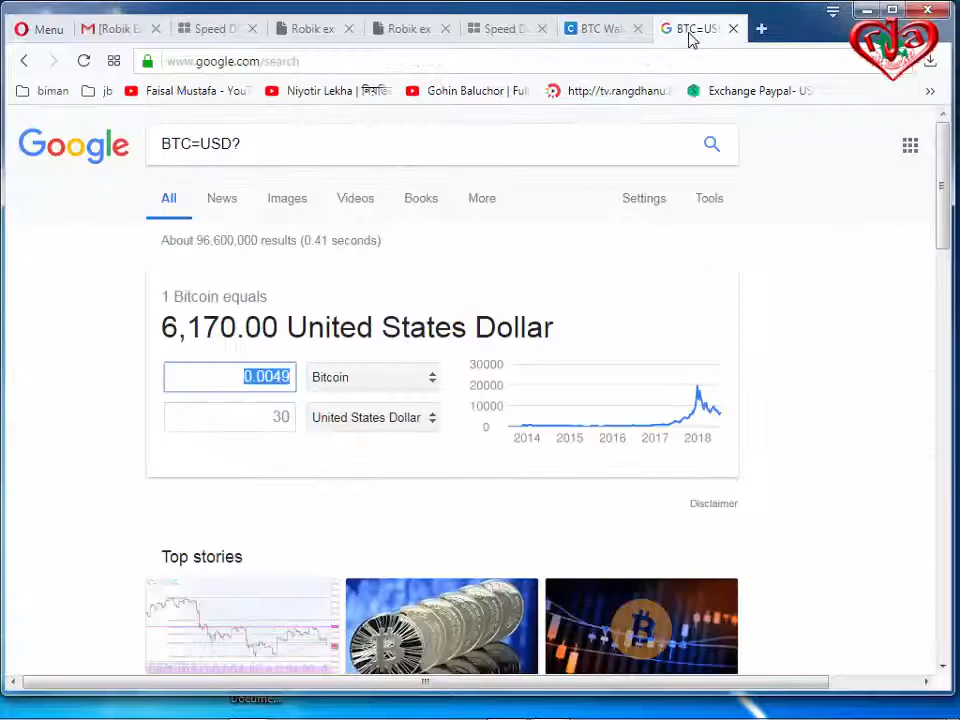 Menu
[Robik E
Speed D
Robik ex
Robik ex
Speed D
BTC Wal
BTC=US
www.google.com/search
biman
jb
Faisal Mustafa - You
Niyotir Lekha |
Gohin Baluchor | Ful
http://tv.rangdhanu.
Exchange Paypal- US
Google
BTC=USD?
All
News
Images
Videos
Books
More
Settings
Tools
About 96,600,000 results (0.41 seconds)
1 Bitcoin equals
6,170.00 United States Dollar
0.0049
Bitcoin
30
United States Dollar
30000
20000
10000
0
2014
2015
2016
2017
2018
Disclaimer
Top stories
Docume...
rja